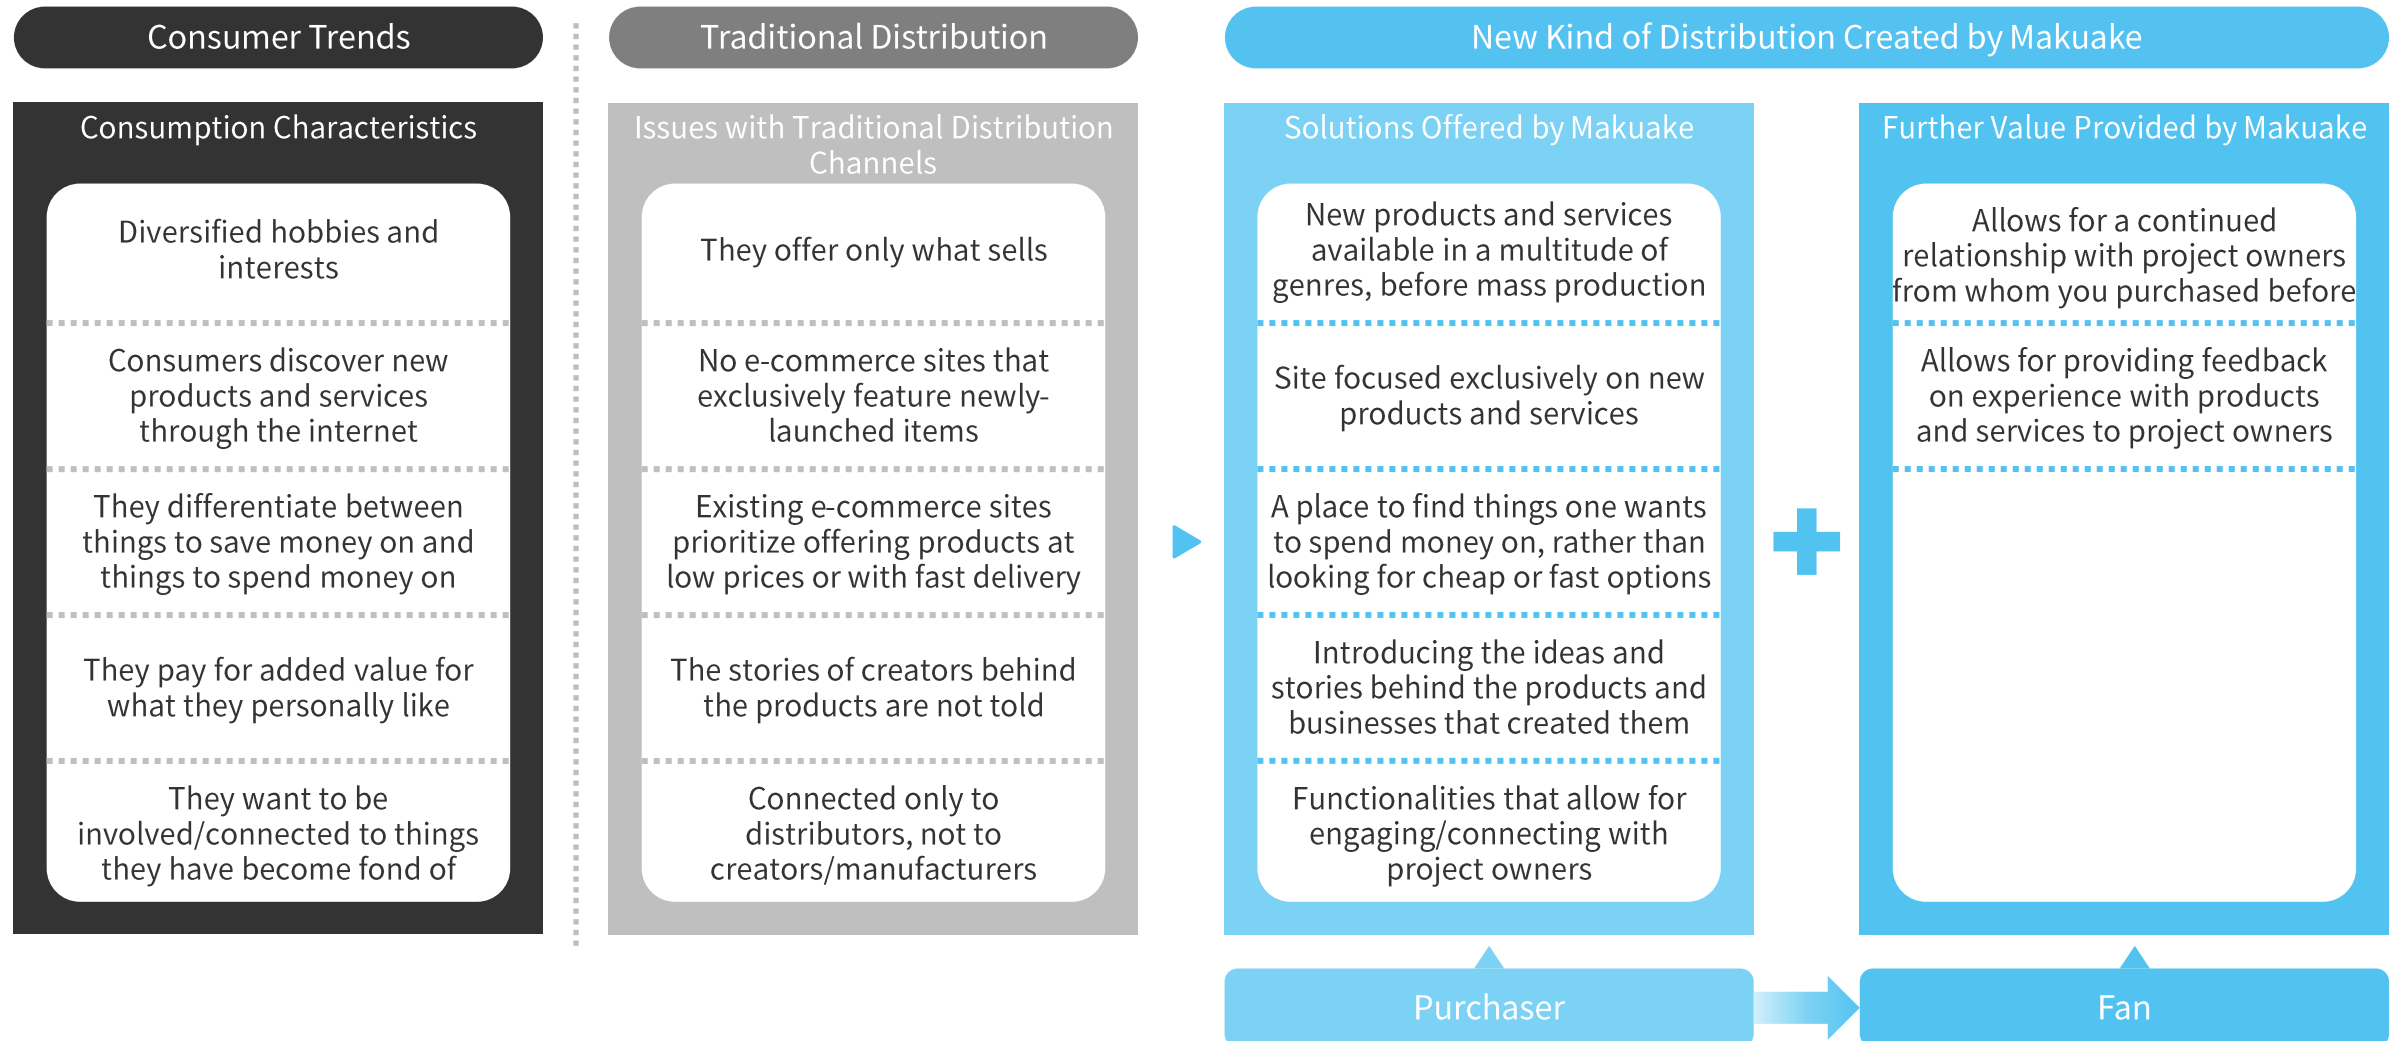 Consumer Trends
Traditional Distribution
New Kind of Distribution Created by Makuake
Consumption Characteristics
Diversified hobbies and
interests
Consumers discover new
products and services
through the internet
They differentiate between
things to save money on and
things to spend money on
They pay for added value for
what they personally like
They want to be
involved/connected to things
they have become fond of
Issues with Traditional Distribution
Channels
They offer only what sells
No e-commerce sites that
exclusively feature newly-
launched items
Existing e-commerce sites
prioritize offering products at
low prices or with fast delivery
The stories of creators behind
the products are not told
Connected only to
distributors, not to
creators/manufacturers
Solutions Offered by Makuake
New products and services
available in a multitude of
genres, before mass production
Site focused exclusively on new
products and services
A place to find things one wants
to spend money on, rather than
looking for cheap or fast options
Introducing the ideas and
stories behind the products and
businesses that created them
Functionalities that allow for
engaging/connecting with
project owners
Further Value Provided by Makuake
Allows for a continued
relationship with project owners
from whom you purchased before
Allows for providing feedback
on experience with products
and services to project owners
Purchaser
Fan